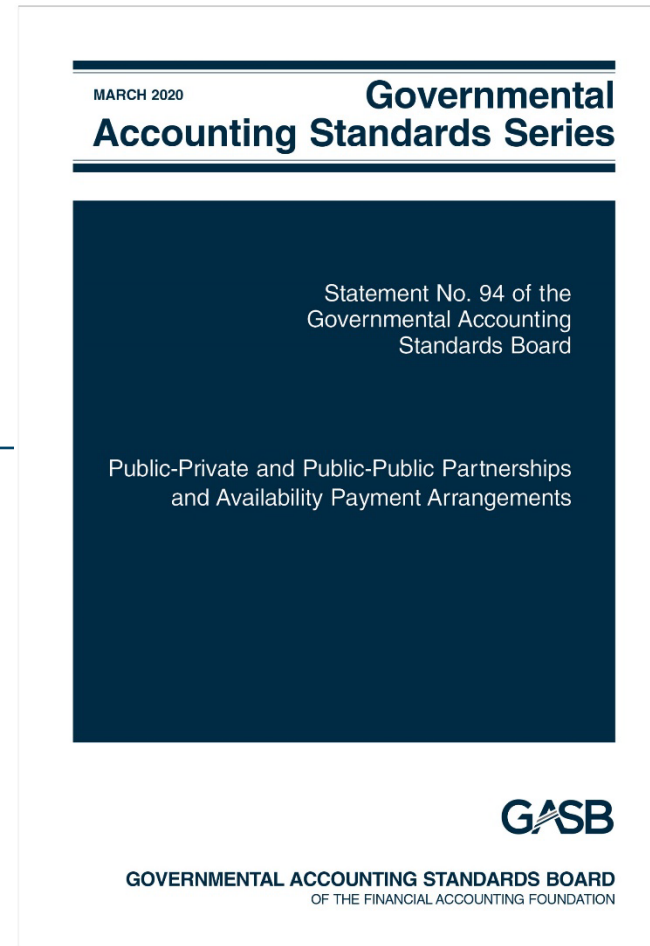 MARCH 2020
Governmental
Accounting Standards Series
Statement No. 94 of the
Governmental Accounting
Standards Board
Public-Private and Public-Public Partnerships
and Availability Payment Arrangements
GASB
GOVERNMENTAL ACCOUNTING STANDARDS BOARD
OF THE FINANCIAL ACCOUNTING FOUNDATION